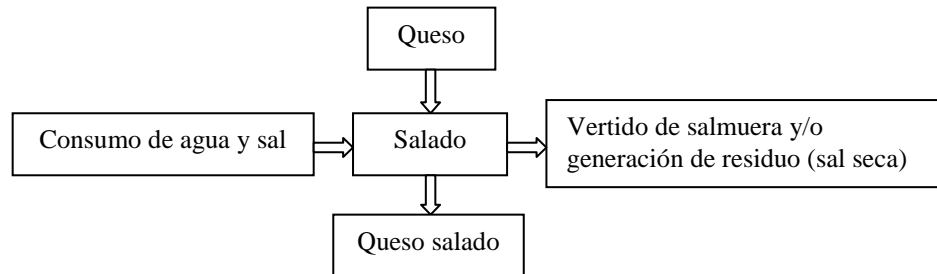 Queso
Consumo de agua y sal
Salado
Vertido de salmuera y/o
generación de residuo (sal seca)
Queso salado